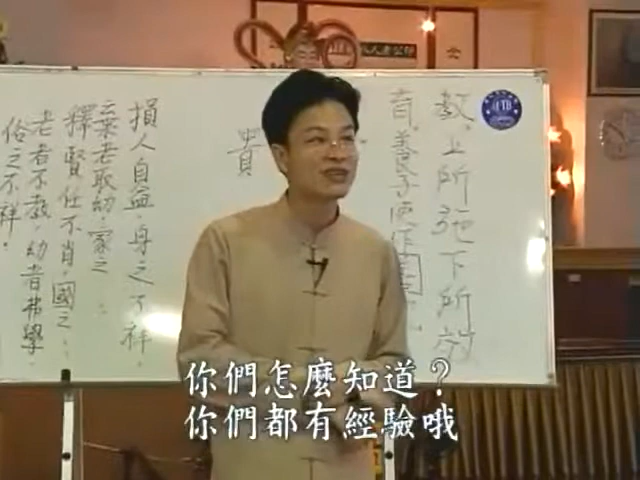 教.上所施下所效
育.養子使作善
貴
損人自益.身之不祥.
棄老取幼.家之..
釋賢任不肖.國之..
老者不教.幼者弗學.
俗之不祥.
你們怎麼知道？
你們都有經驗哦